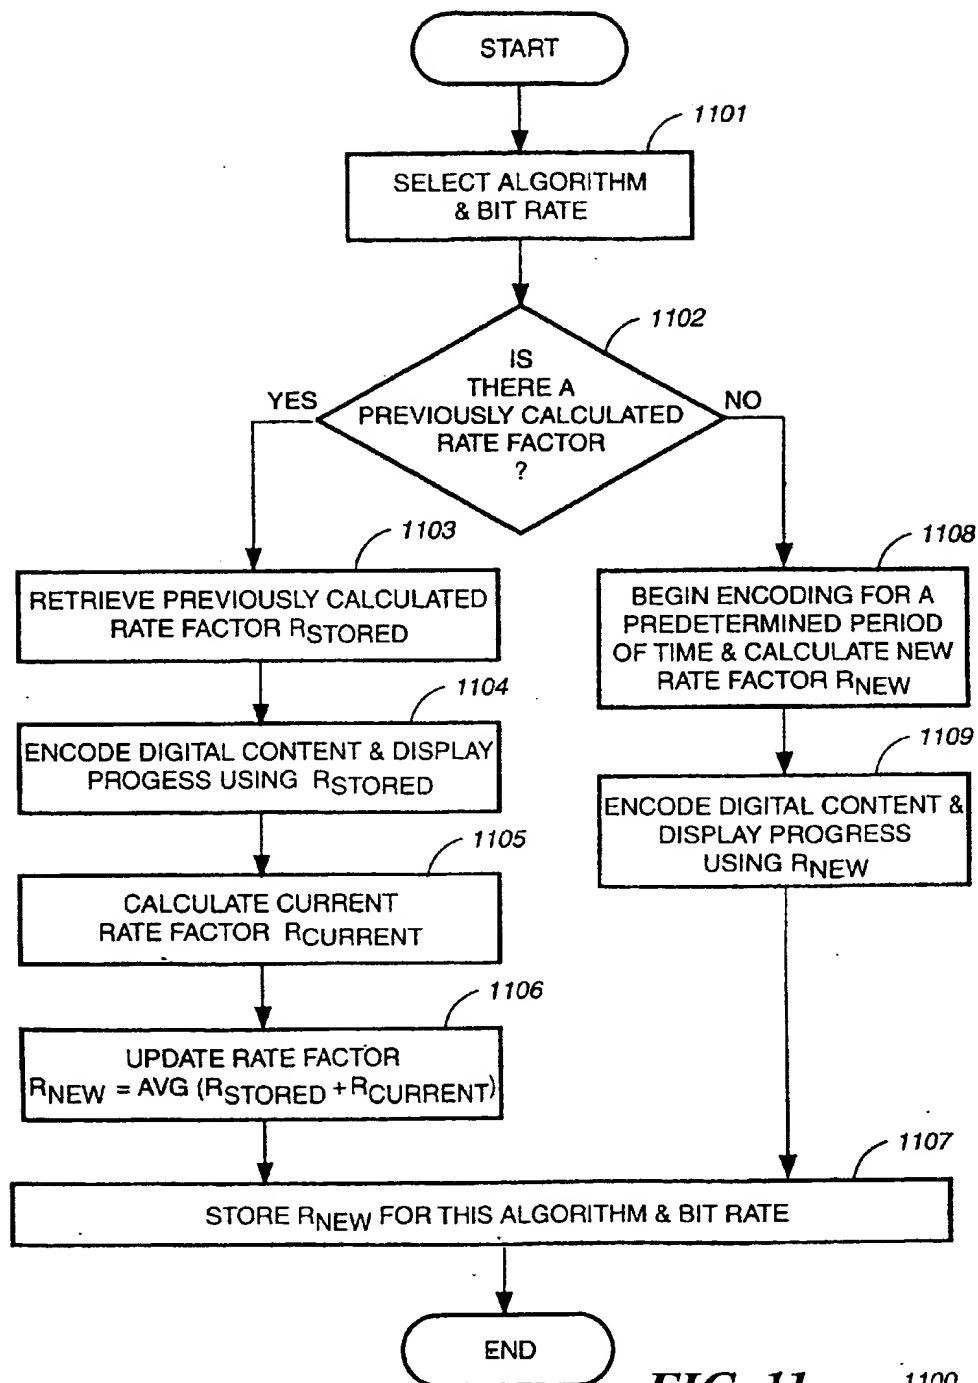 START
1101
SELECT ALGORITHM
& BIT RATE
1102
IS
THERE A
PREVIOUSLY CALCULATED
RATE FACTOR
?
YES
NO
1103
RETRIEVE PREVIOUSLY CALCULATED
RATE FACTOR RSTORED
1104
ENCODE DIGITAL CONTENT & DISPLAY
PROGESS USING RSTORED
1105
CALCULATE CURRENT
RATE FACTOR RCURRENT
1106
UPDATE RATE FACTOR
RNEW = AVG (RSTORED +RCURRENT)
1108
BEGIN ENCODING FOR A
PREDETERMINED PERIOD
OF TIME & CALCULATE NEW
RATE FACTOR RNEW
1109
ENCODE DIGITAL CONTENT &
DISPLAY PROGRESS
USING RNEW
1107
STORE RNEW FOR THIS ALGORITHM & BIT RATE
END
FIG. 11
1100